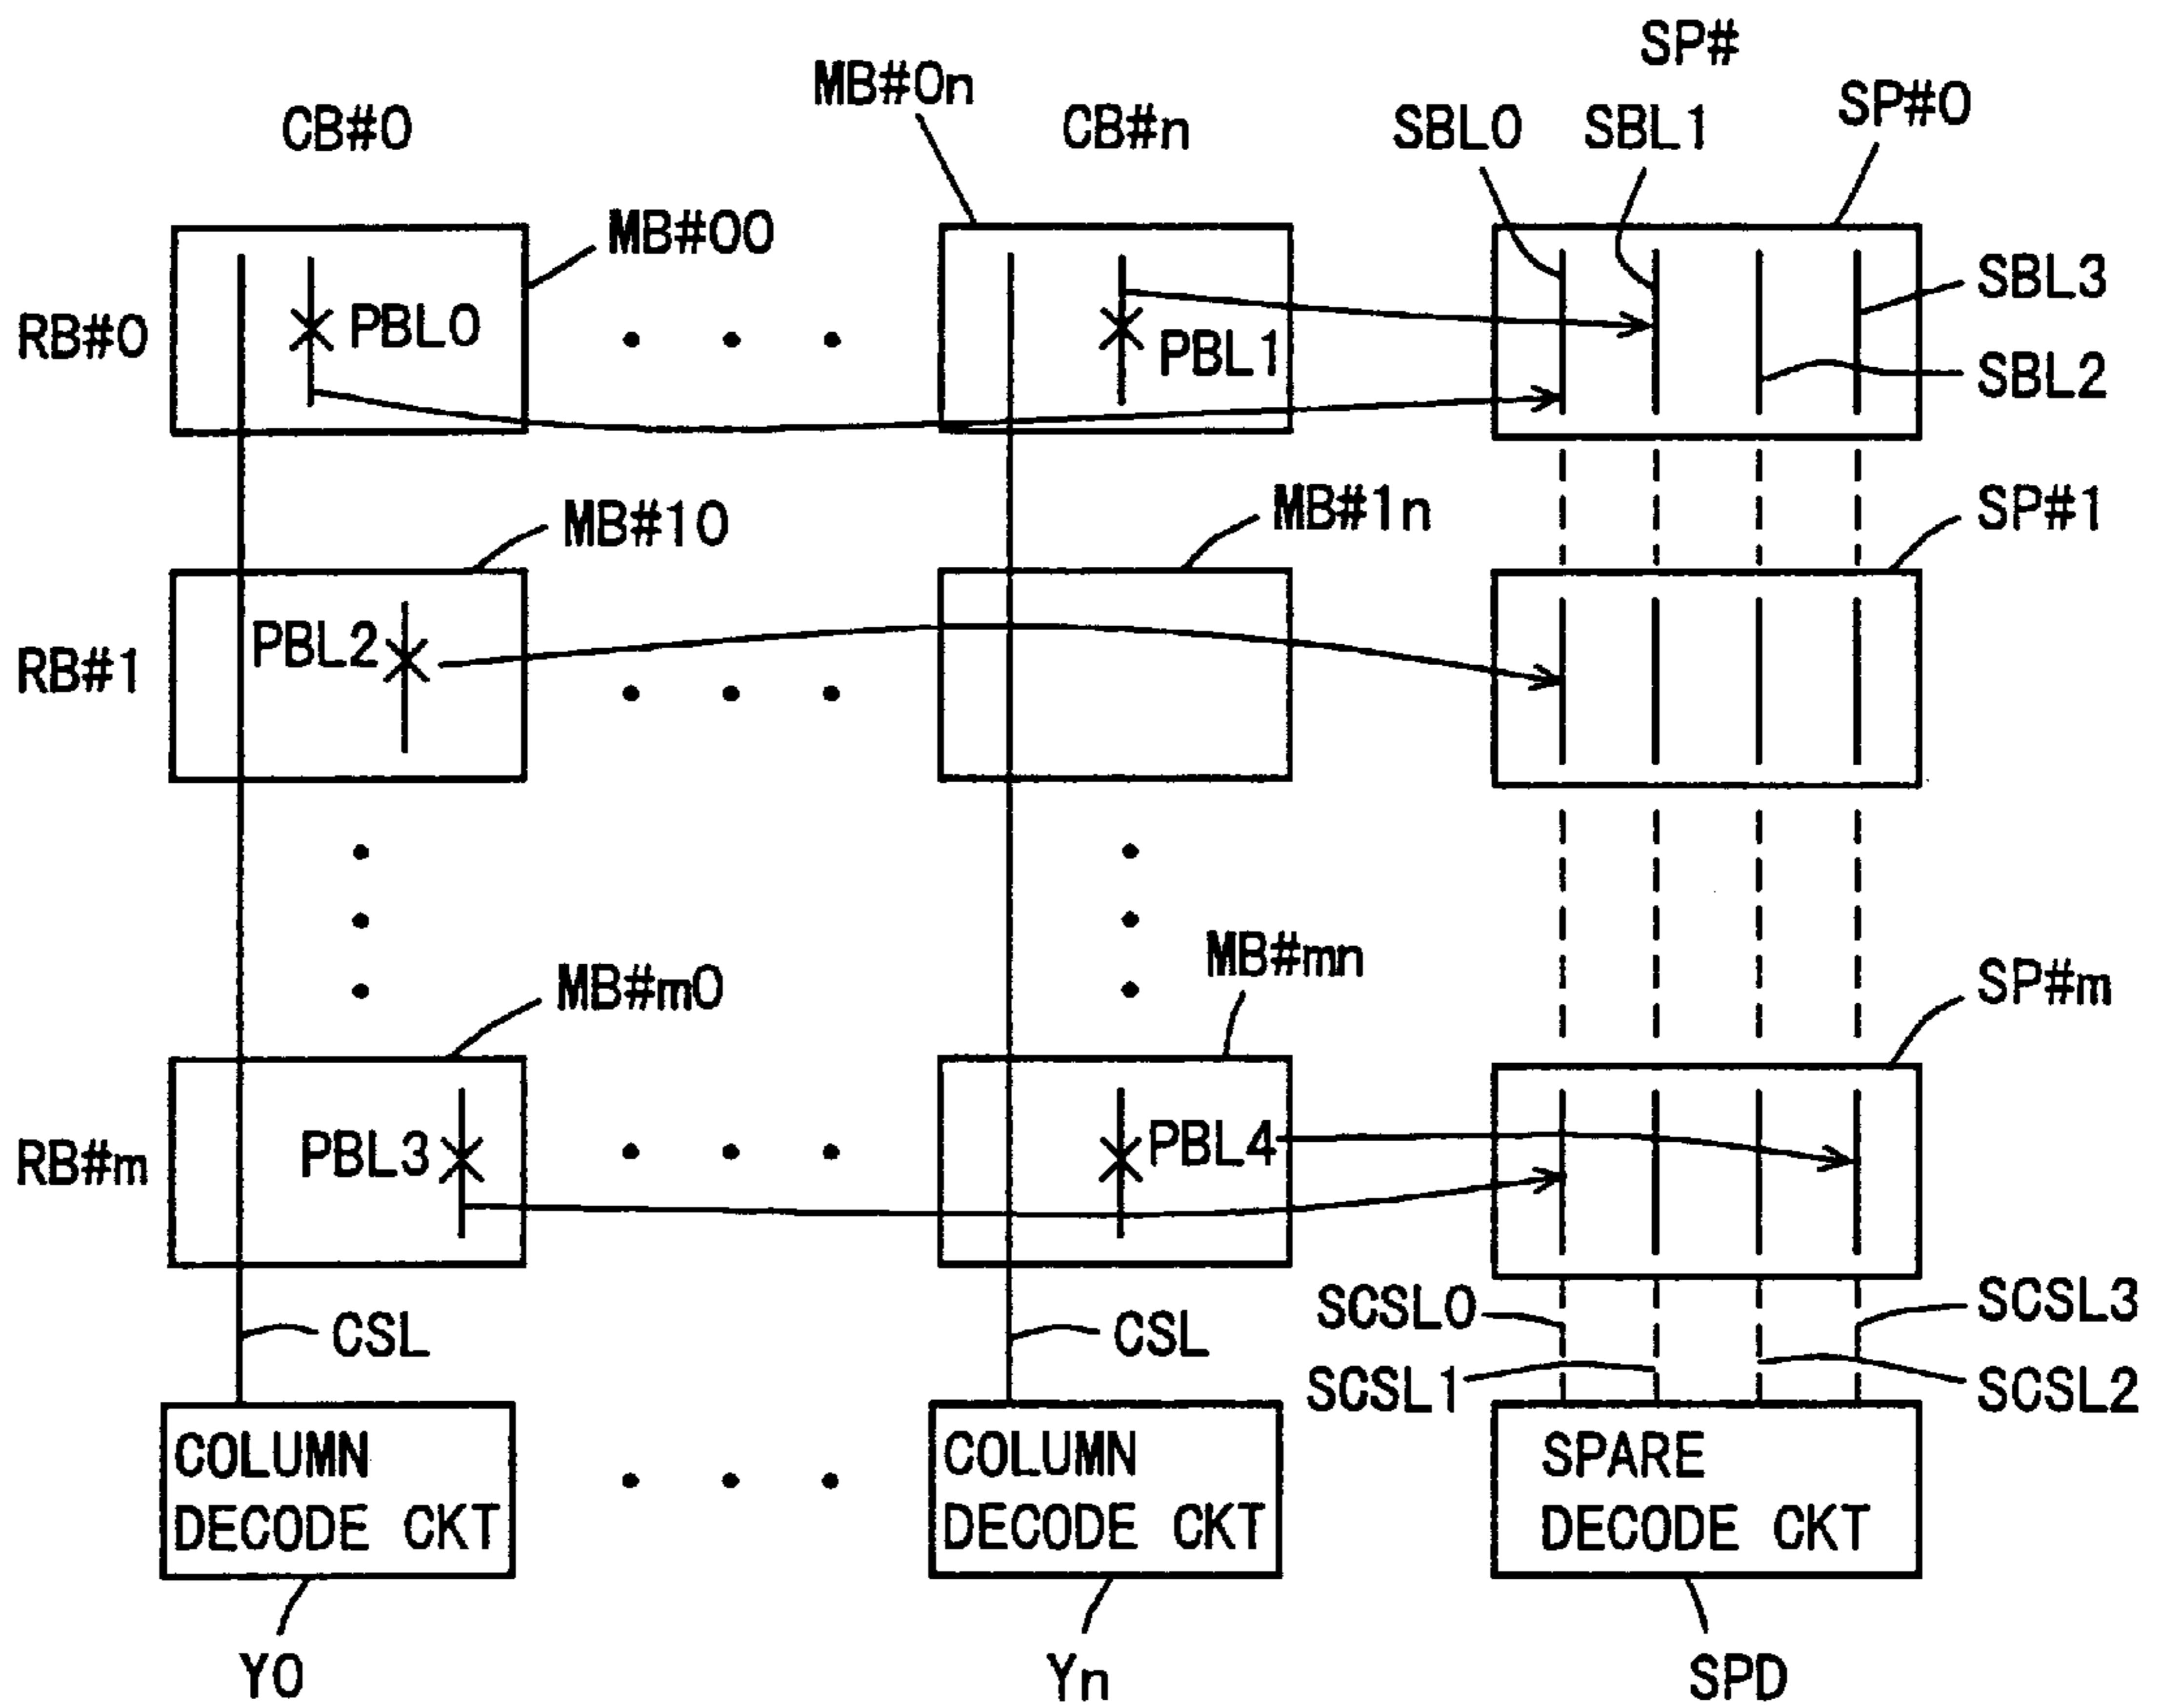 SP#
MB#0n
CB#0
CB#n
SBL0
SBL1
SP#0
MB#00
SBL3
RB#0
PBL0
PBL1
SBL2
MB#10
MB#1n
SP#1
PBL2
RB#1
MB#mn
MB#m0
SP#m
PBL3
PBL4
RB#m
SCSL0
SCSL3
CSL
CSL
SCSL1
SCSL2
COLUMN
DECODE CKT
COLUMN
DECODE CKT
SPARE
DECODE CKT
Y0
Yn
SPD